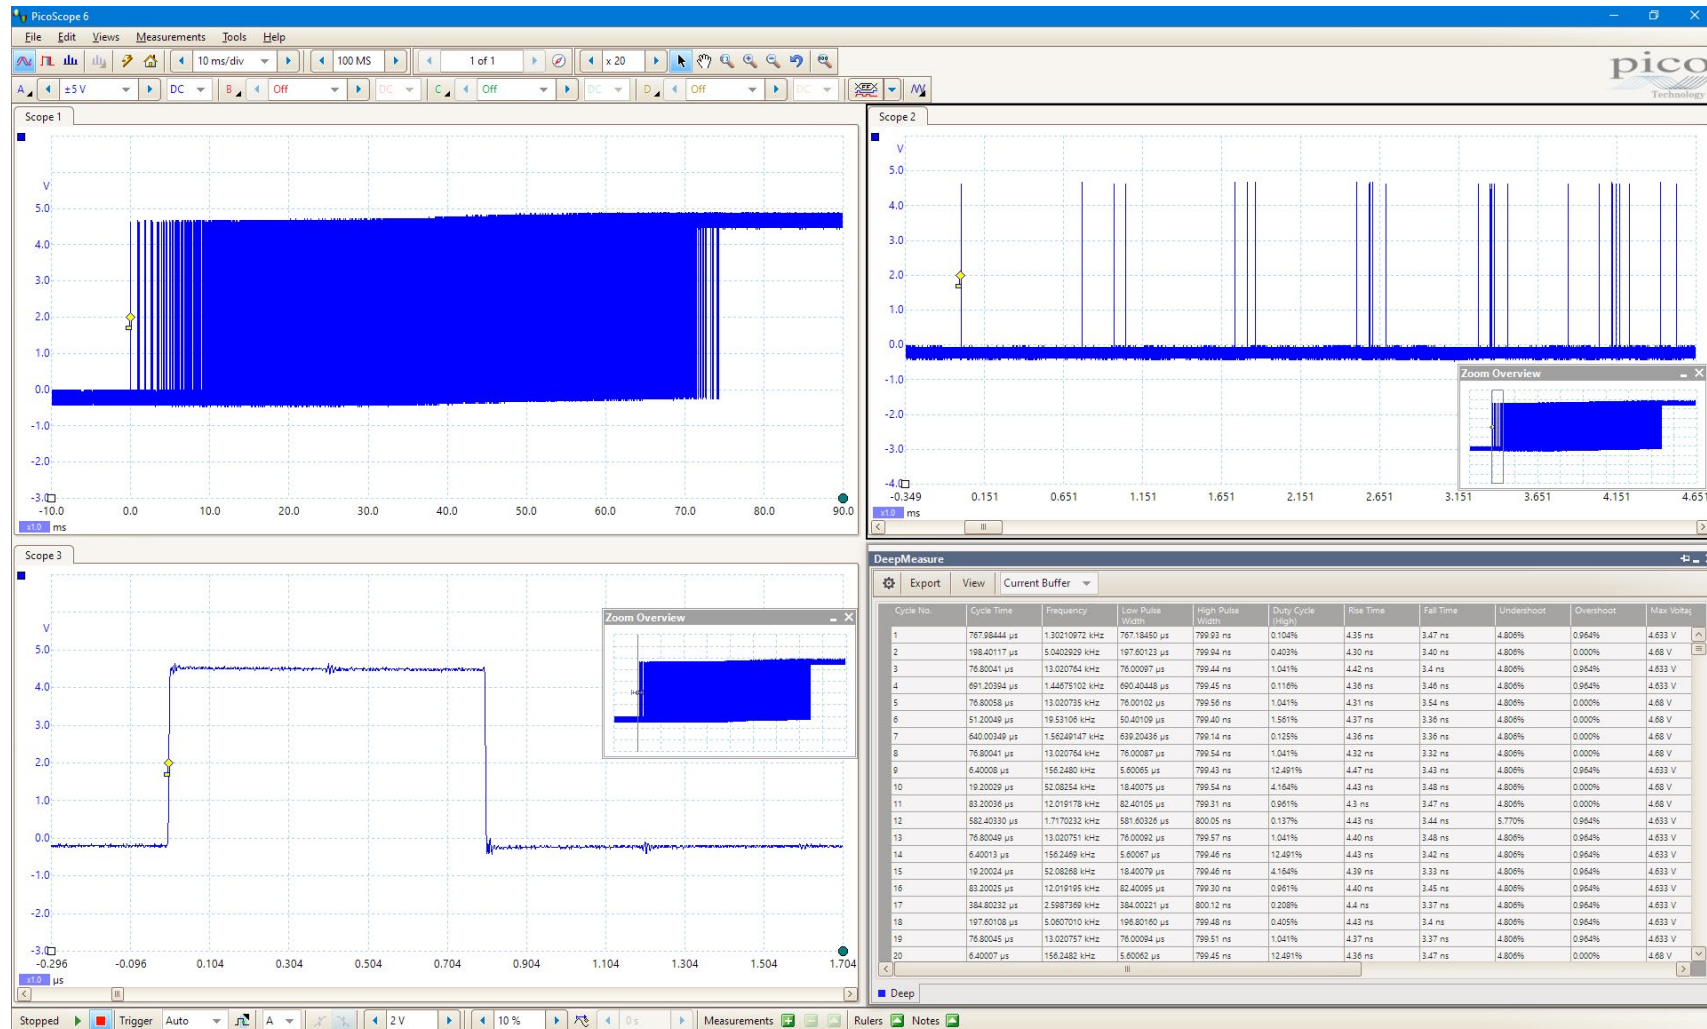 PicoScope 6
File Edit Views Measurements Tools Help
10 ms/div 100 MS 1 of 1 x 20
pico
Technology
A ±5 V DC B Off DC C Off DC D Off DC
Scope 1
V
5.0
4.0
3.0
2.0
1.0
0.0
-1.0
-2.0
-3.0
-10.0 0.0 10.0 20.0 30.0 40.0 50.0 60.0 70.0 80.0 90.0
x1.0 ms
Scope 2
V
5.0
4.0
3.0
2.0
1.0
0.0
-1.0
-2.0
-3.0
-4.0
Zoom Overview
-0.349 0.151 0.651 1.151 1.651 2.151 2.651 3.151 3.651 4.151 4.651
x1.0 ms
Scope 3
Zoom Overview
V
5.0
4.0
3.0
2.0
1.0
0.0
-1.0
-2.0
-3.0
-0.296 -0.096 0.104 0.304 0.504 0.704 0.904 1.104 1.304 1.504 1.704
x1.0 µs
DeepMeasure
Export View Current Buffer
Cycle No. Cycle Time Frequency Low Pulse Width High Pulse Width Duty Cycle (High) Rise Time Fall Time Undershoot Overshoot Max Voltag
1 767.98444 µs 1.30210972 kHz 767.18450 µs 799.93 ns 0.104% 4.35 ns 3.47 ns 4.806% 0.964% 4.633 V
2 198.40117 µs 5.0402929 kHz 197.60123 µs 799.94 ns 0.403% 4.30 ns 3.40 ns 4.806% 0.000% 4.68 V
3 76.80041 µs 13.020764 kHz 76.00097 µs 799.44 ns 1.041% 4.42 ns 3.4 ns 4.806% 0.964% 4.633 V
4 691.20394 µs 1.44675102 kHz 690.40448 µs 799.45 ns 0.116% 4.36 ns 3.46 ns 4.806% 0.964% 4.633 V
5 76.80058 µs 13.020735 kHz 76.00102 µs 799.56 ns 1.041% 4.31 ns 3.54 ns 4.806% 0.000% 4.68 V
6 51.20049 µs 19.53106 kHz 50.40109 µs 799.40 ns 1.561% 4.37 ns 3.36 ns 4.806% 0.000% 4.68 V
7 640.00349 µs 1.56249147 kHz 639.20436 µs 799.14 ns 0.125% 4.36 ns 3.36 ns 4.806% 0.000% 4.68 V
8 76.80041 µs 13.020764 kHz 76.00087 µs 799.54 ns 1.041% 4.32 ns 3.32 ns 4.806% 0.000% 4.68 V
9 6.40008 µs 156.2480 kHz 5.60065 µs 799.43 ns 12.491% 4.47 ns 3.43 ns 4.806% 0.964% 4.633 V
10 19.20029 µs 52.08254 kHz 18.40075 µs 799.54 ns 4.164% 4.43 ns 3.48 ns 4.806% 0.000% 4.68 V
11 83.20036 µs 12.019178 kHz 82.40105 µs 799.31 ns 0.961% 4.3 ns 3.47 ns 4.806% 0.000% 4.68 V
12 582.40330 µs 1.7170232 kHz 581.60326 µs 800.05 ns 0.137% 4.43 ns 3.44 ns 5.770% 0.964% 4.633 V
13 76.80049 µs 13.020751 kHz 76.00092 µs 799.57 ns 1.041% 4.40 ns 3.48 ns 4.806% 0.964% 4.633 V
14 6.40013 µs 156.2469 kHz 5.60067 µs 799.46 ns 12.491% 4.43 ns 3.42 ns 4.806% 0.964% 4.633 V
15 19.20024 µs 52.08268 kHz 18.40079 µs 799.46 ns 4.164% 4.39 ns 3.33 ns 4.806% 0.964% 4.633 V
16 83.20025 µs 12.019195 kHz 82.40095 µs 799.30 ns 0.961% 4.40 ns 3.45 ns 4.806% 0.964% 4.633 V
17 384.80232 µs 2.5987369 kHz 384.00221 µs 800.12 ns 0.208% 4.4 ns 3.37 ns 4.806% 0.964% 4.633 V
18 197.60108 µs 5.0607010 kHz 196.80160 µs 799.48 ns 0.405% 4.43 ns 3.4 ns 4.806% 0.964% 4.633 V
19 76.80045 µs 13.020757 kHz 76.00094 µs 799.51 ns 1.041% 4.37 ns 3.37 ns 4.806% 0.964% 4.633 V
20 6.40007 µs 156.2482 kHz 5.60062 µs 799.45 ns 12.491% 4.36 ns 3.47 ns 4.806% 0.964% 4.68 V
Deep
Stopped Trigger Auto A 2 V 10 % 0 s Measurements Rulers Notes